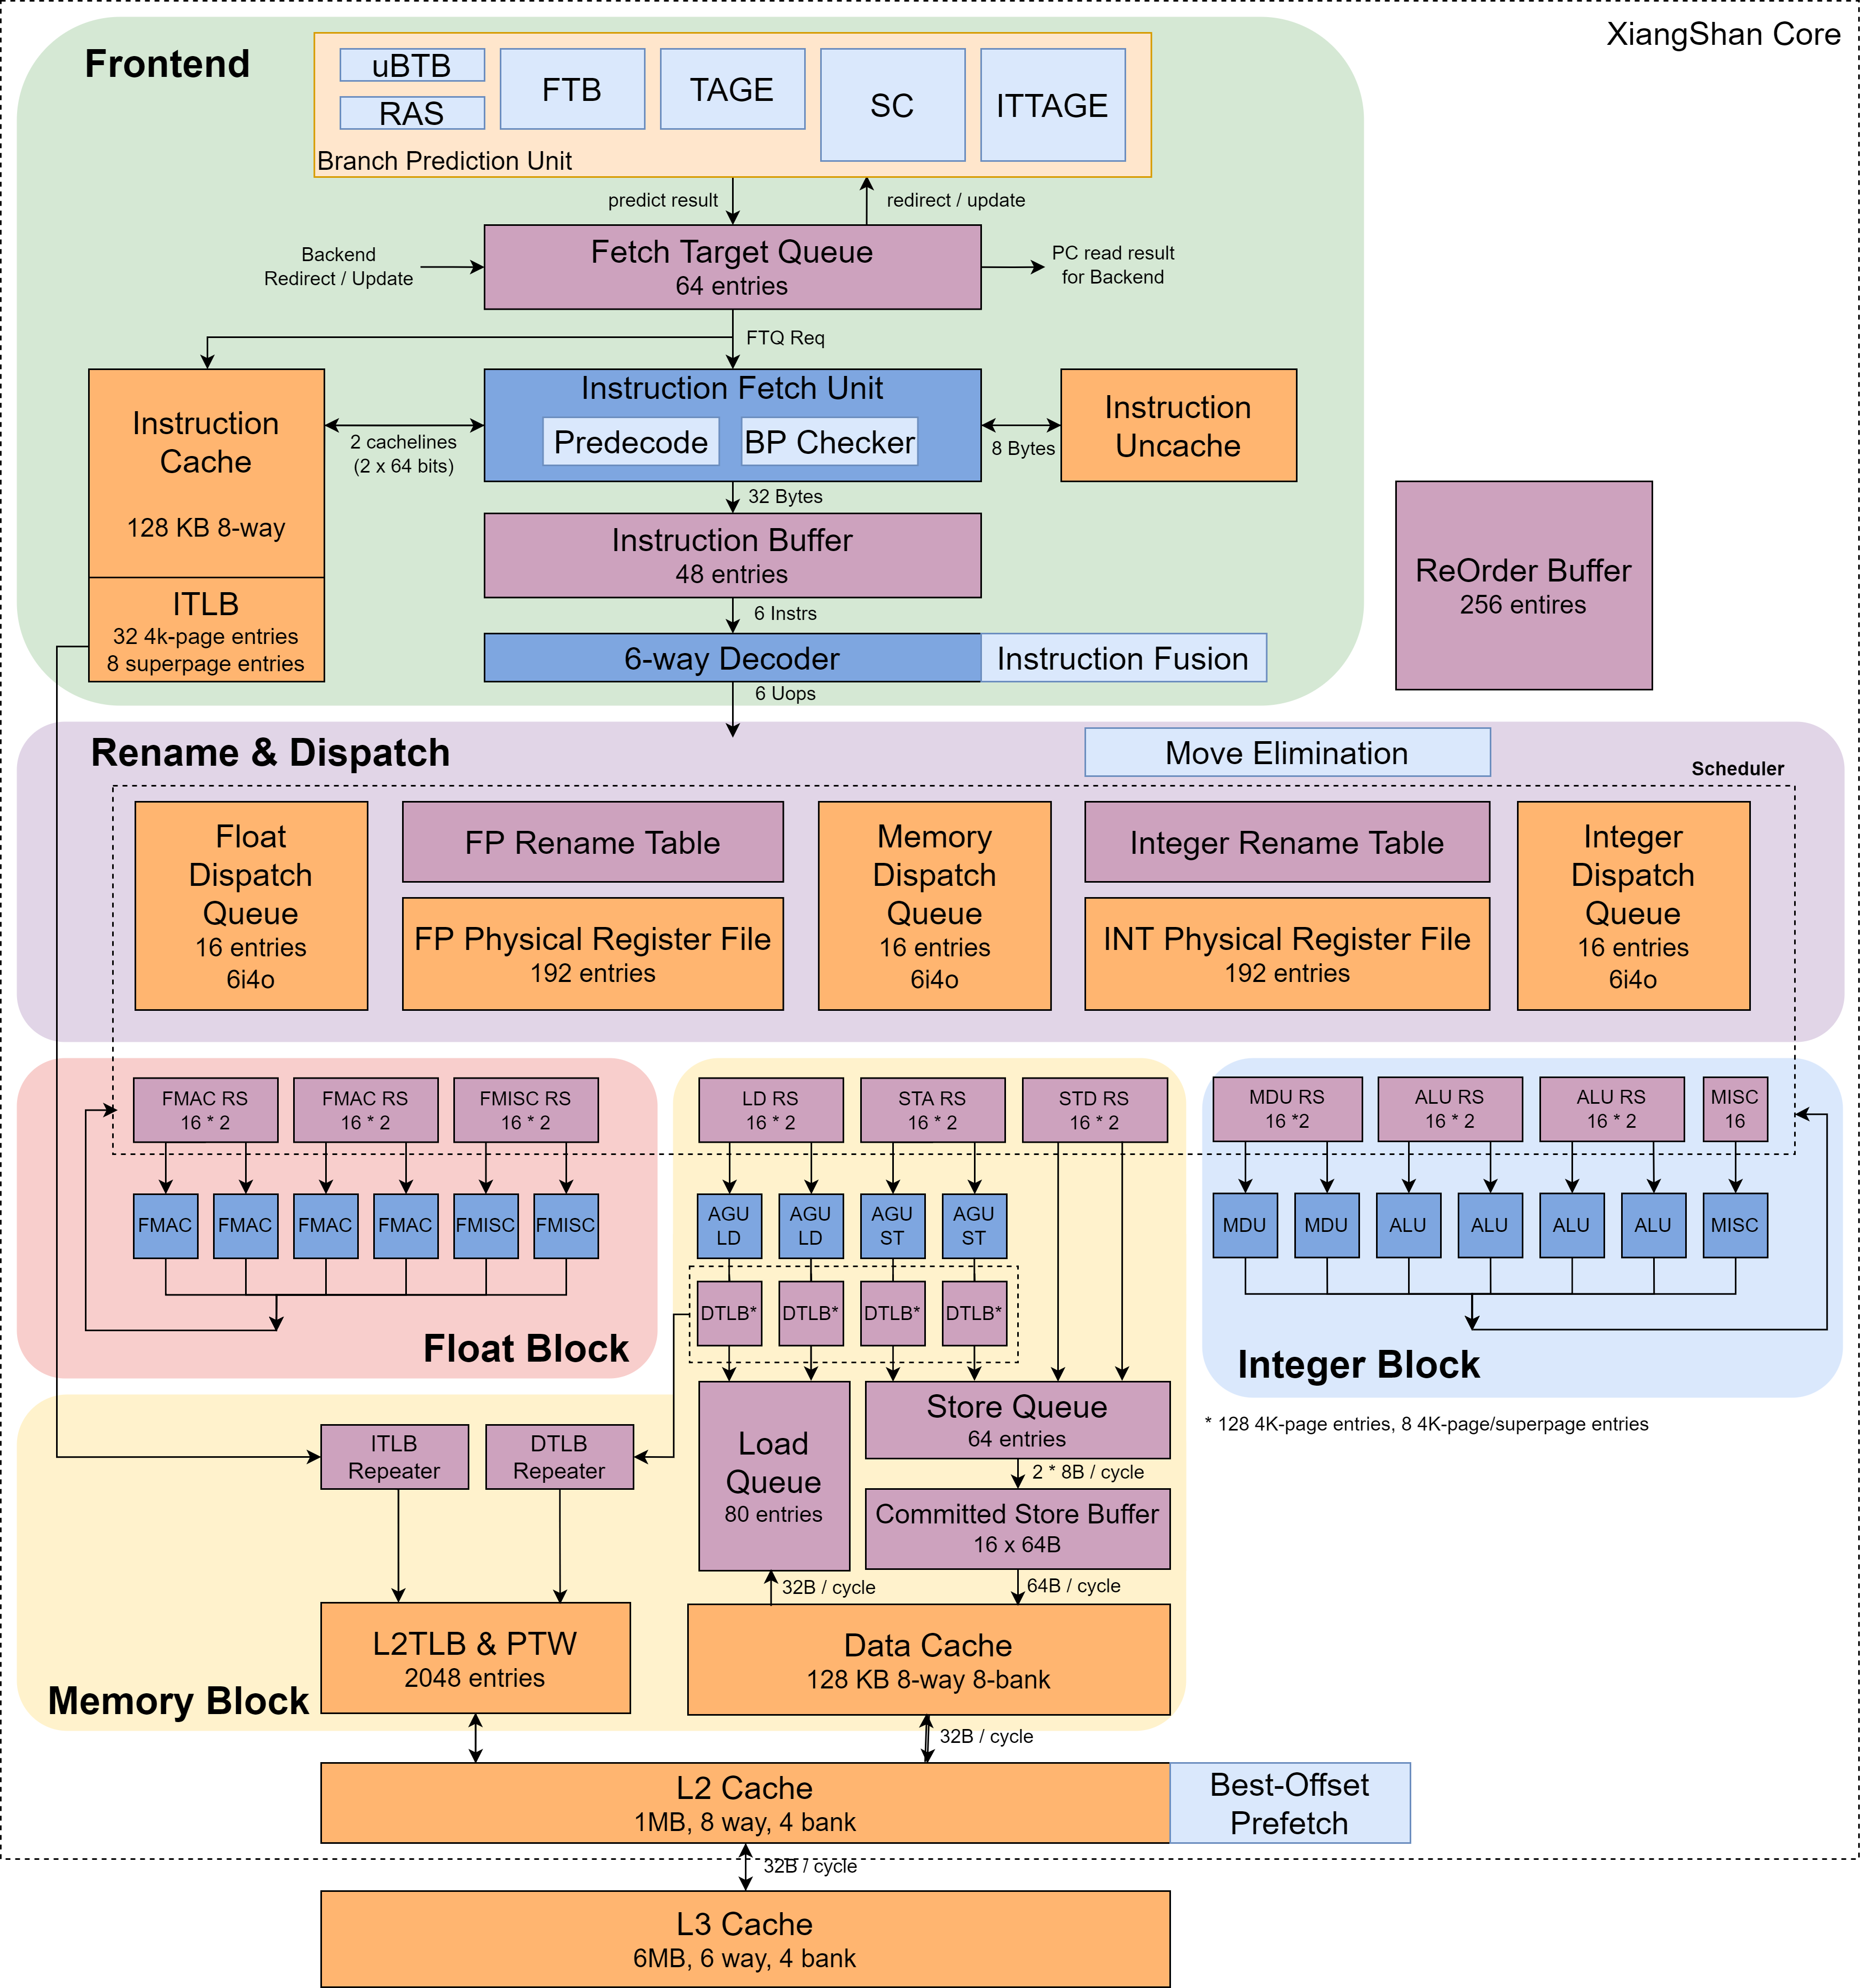 XiangShan Core
Frontend
uBTB
RAS
FTB
TAGE
SC
ITTAGE
Branch Prediction Unit
predict result
redirect / update
Backend
Redirect / Update
Fetch Target Queue
64 entries
PC read result
for Backend
FTQ Req
Instruction
Cache
128 KB 8-way
ITLB
32 4k-page entries
8 superpage entries
2 cachelines
(2 x 64 bits)
Instruction Fetch Unit
Predecode
BP Checker
8 Bytes
Instruction
Uncache
32 Bytes
Instruction Buffer
48 entries
6 Instrs
6-way Decoder
Instruction Fusion
6 Uops
ReOrder Buffer
256 entires
Rename & Dispatch
Move Elimination
Scheduler
Float
Dispatch
Queue
16 entries
6i4o
FP Rename Table
FP Physical Register File
192 entries
Memory
Dispatch
Queue
16 entries
6i4o
Integer Rename Table
INT Physical Register File
192 entries
Integer
Dispatch
Queue
16 entries
6i4o
FMAC RS
16 * 2
FMAC RS
16 * 2
FMISC RS
16 * 2
FMAC
FMAC
FMAC
FMAC
FMISC
FMISC
Float Block
LD RS
16 * 2
STA RS
16 * 2
STD RS
16 * 2
AGU
LD
AGU
LD
AGU
ST
AGU
ST
DTLB*
DTLB*
DTLB*
DTLB*
MDU RS
16 *2
ALU RS
16 * 2
ALU RS
16 * 2
MISC
16
MDU
MDU
ALU
ALU
ALU
ALU
MISC
Integer Block
* 128 4K-page entries, 8 4K-page/superpage entries
ITLB
Repeater
DTLB
Repeater
Load
Queue
80 entries
Store Queue
64 entries
2 * 8B / cycle
Committed Store Buffer
16 x 64B
32B / cycle
64B / cycle
L2TLB & PTW
2048 entries
Data Cache
128 KB 8-way 8-bank
Memory Block
32B / cycle
L2 Cache
1MB, 8 way, 4 bank
Best-Offset
Prefetch
32B / cycle
L3 Cache
6MB, 6 way, 4 bank